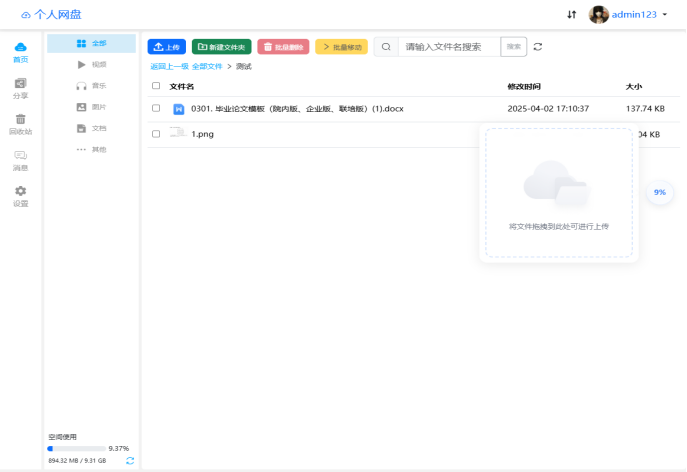 个人网盘
admin123
首页
分享
回收站
消息
设置
全部
视频
音乐
图片
文档
其他
空间使用
9.37%
894.32 MB / 9.31 GB
上传 新建文件夹 批量删除 批量移动 请输入文件名搜索 搜索
返回上一级 全部文件 > 测试
文件名 修改时间 大小
0301. 毕业论文模板（院内版、企业版、联培版）(1).docx 2025-04-02 17:10:37 137.74 KB
1.png 04 KB
将文件拖拽到此处可进行上传
9%